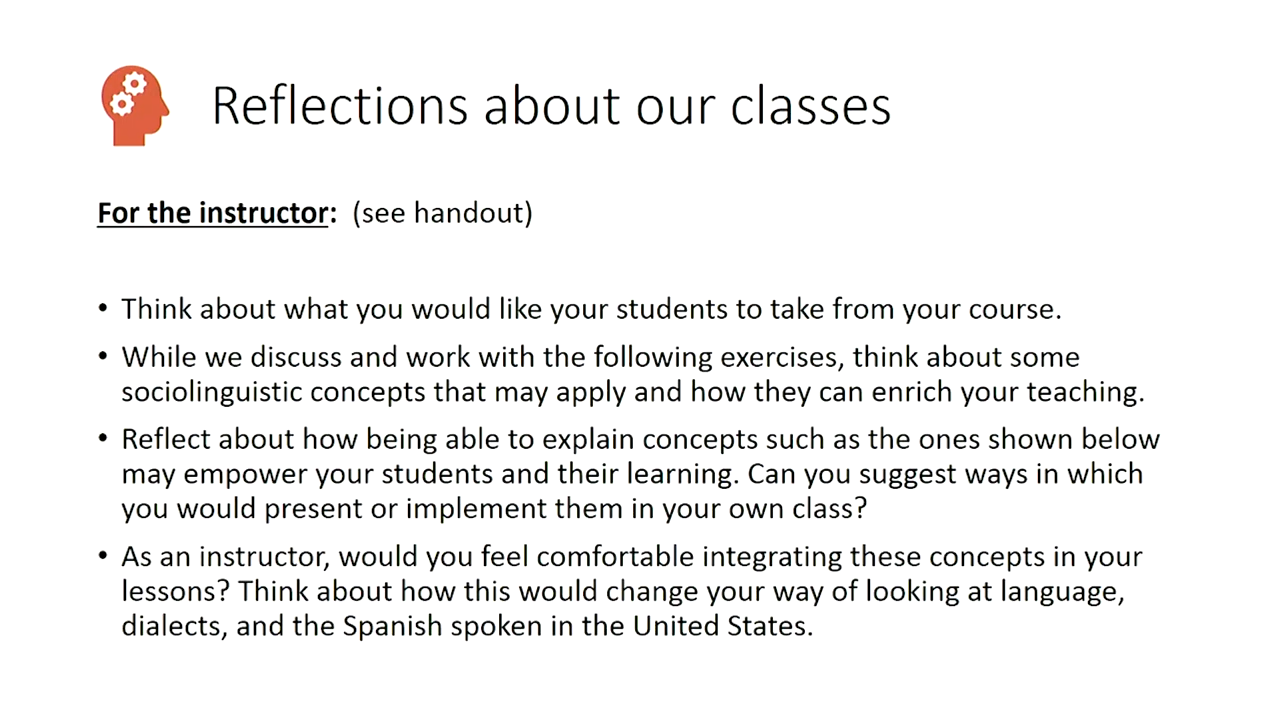 Reflections about our classes
For the instructor: (see handout)
• Think about what you would like your students to take from your course.
• While we discuss and work with the following exercises, think about some
sociolinguistic concepts that may apply and how they can enrich your teaching.
• Reflect about how being able to explain concepts such as the ones shown below
may empower your students and their learning. Can you suggest ways in which
you would present or implement them in your own class?
• As an instructor, would you feel comfortable integrating these concepts in your
lessons? Think about how this would change your way of looking at language,
dialects, and the Spanish spoken in the United States.